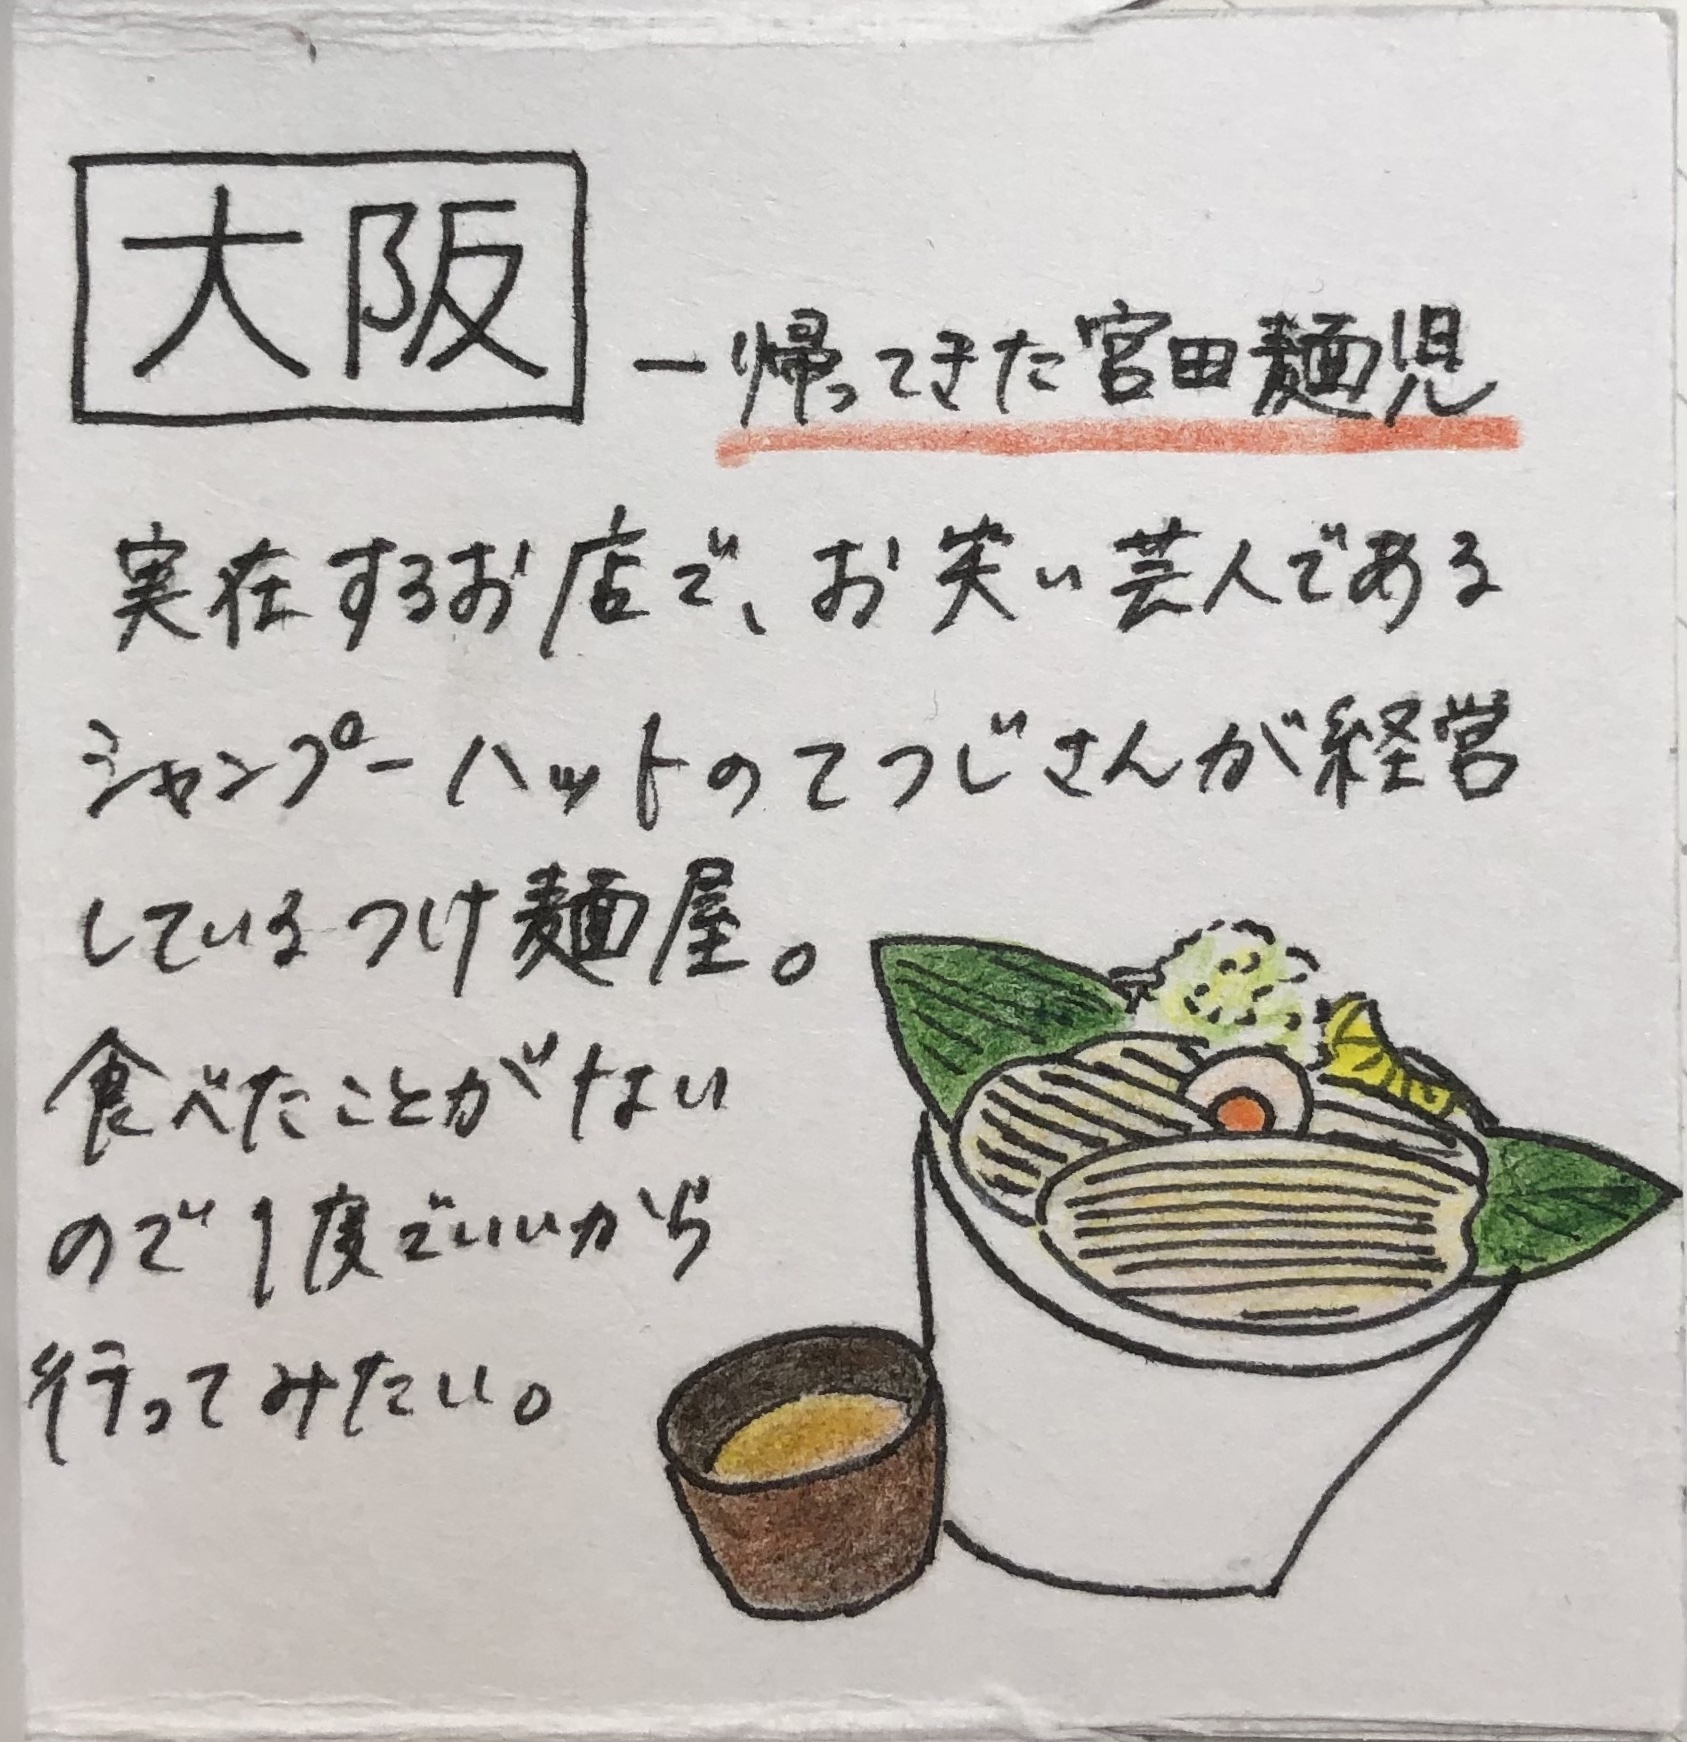 大阪
ー帰ってきた宮田麺児
実在するお店で、お笑い芸人である
シャンプーハットのてつじさんが経営
しているつけ麺屋。
食べたことがない
ので1度でいいから
行ってみたい。